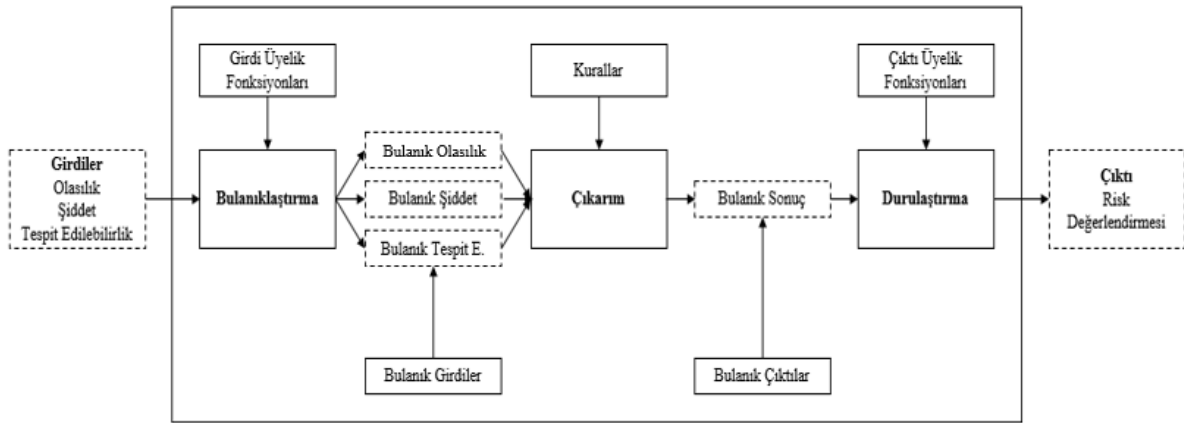 Girdi Üyelik
Fonksiyonları
Kurallar
Çıktı Üyelik
Fonksiyonları
Girdiler
Olasılık
Şiddet
Tespit Edilebilirlik
Bulanıklaştırma
Bulanık Olasılık
Bulanık Şiddet
Bulanık Tespit E.
Çıkarım
Bulanık Sonuç
Durulaştırma
Çıktı
Risk
Değerlendirmesi
Bulanık Girdiler
Bulanık Çıktılar